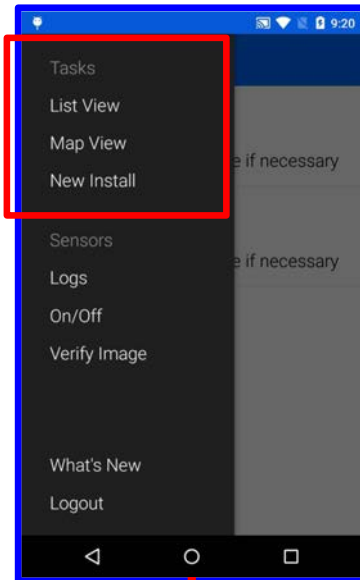 9:20
Tasks
List View
Map View
e if necessary
New Install
Sensors
e if necessary
Logs
On/Off
Verify Image
What's New
Logout